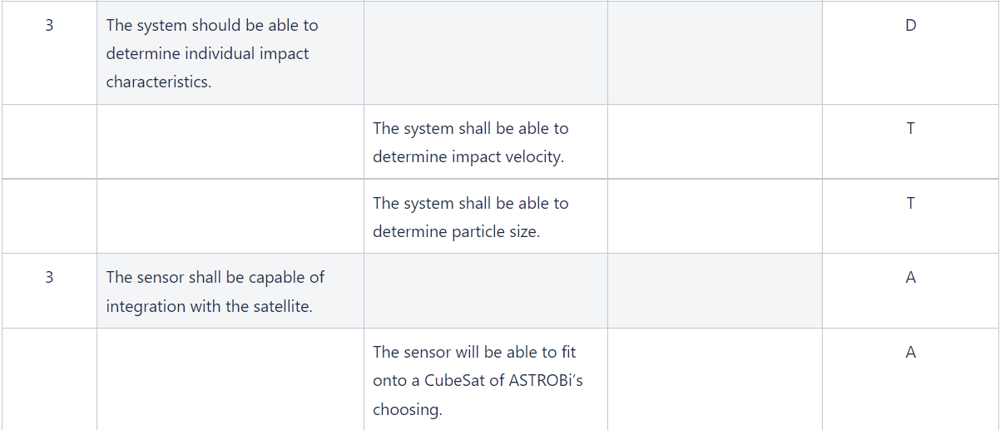 3
The system should be able to
determine individual impact
characteristics.
D
The system shall be able to
determine impact velocity.
T
The system shall be able to
determine particle size.
T
3
The sensor shall be capable of
integration with the satellite.
A
The sensor will be able to fit
onto a CubeSat of ASTROBi’s
choosing.
A